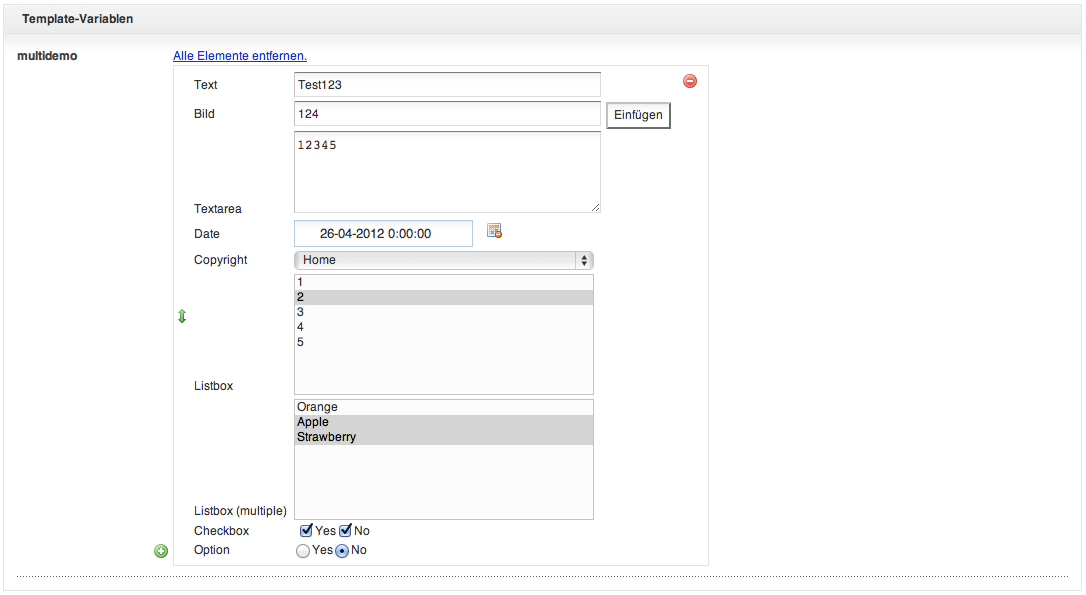 Template-Variablen
multidemo
Alle Elemente entfernen.
Text Test123
Bild 124 Einfügen
12345
Textarea
Date 26-04-2012 0:00:00
Copyright Home
1
2
3
4
5
Listbox
Orange
Apple
Strawberry
Listbox (multiple)
Checkbox Yes No
Option Yes No